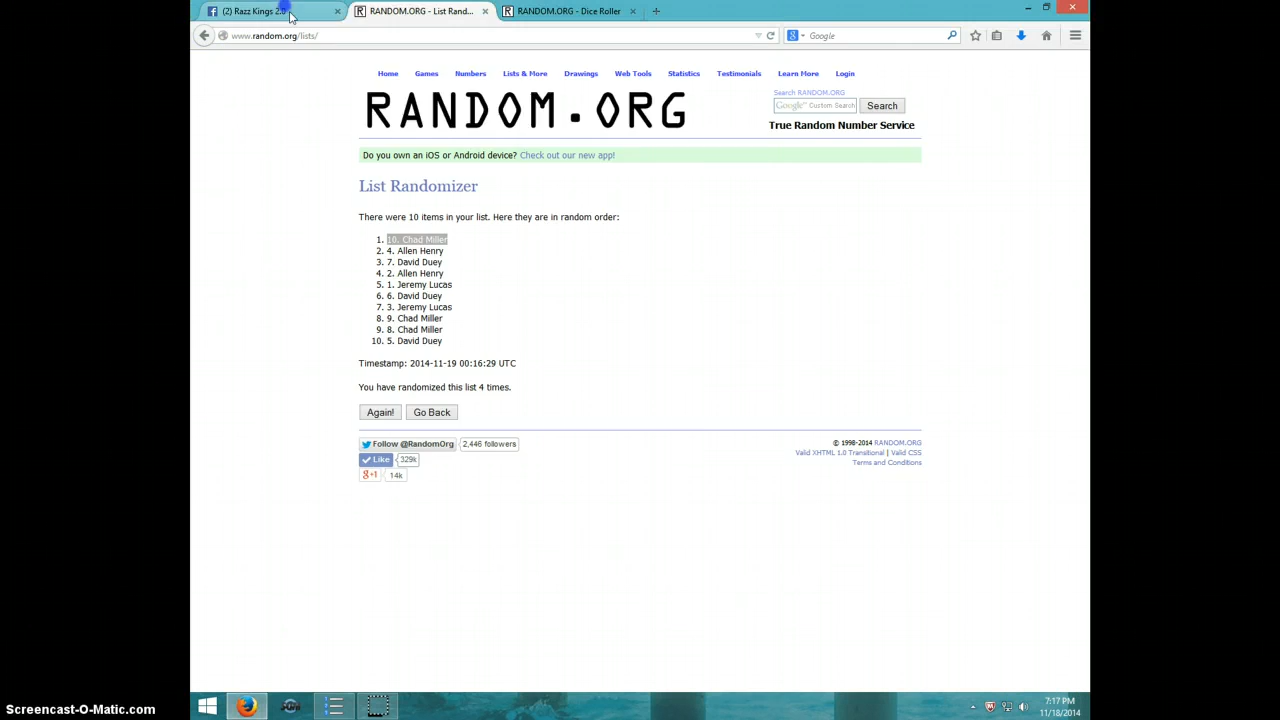 (2) Razz Kings 2.0
RANDOM.ORG - List Rand...
RANDOM.ORG - Dice Roller
www.random.org/lists/
Google
Home Games Numbers Lists & More Drawings Web Tools Statistics Testimonials Learn More Login
RANDOM.ORG
Search RANDOM.ORG
Google™ Custom Search Search
True Random Number Service
Do you own an iOS or Android device? Check out our new app!
List Randomizer
There were 10 items in your list. Here they are in random order:
1. 10. Chad Miller
2. 4. Allen Henry
3. 7. David Duey
4. 2. Allen Henry
5. 1. Jeremy Lucas
6. 6. David Duey
7. 3. Jeremy Lucas
8. 9. Chad Miller
9. 8. Chad Miller
10. 5. David Duey
Timestamp: 2014-11-19 00:16:29 UTC
You have randomized this list 4 times.
Again! Go Back
Follow @RandomOrg 2,446 followers
Like 329k
+1 14k
© 1998-2014 RANDOM.ORG
Valid XHTML 1.0 Transitional | Valid CSS
Terms and Conditions
7:17 PM
11/18/2014
Screencast-O-Matic.com